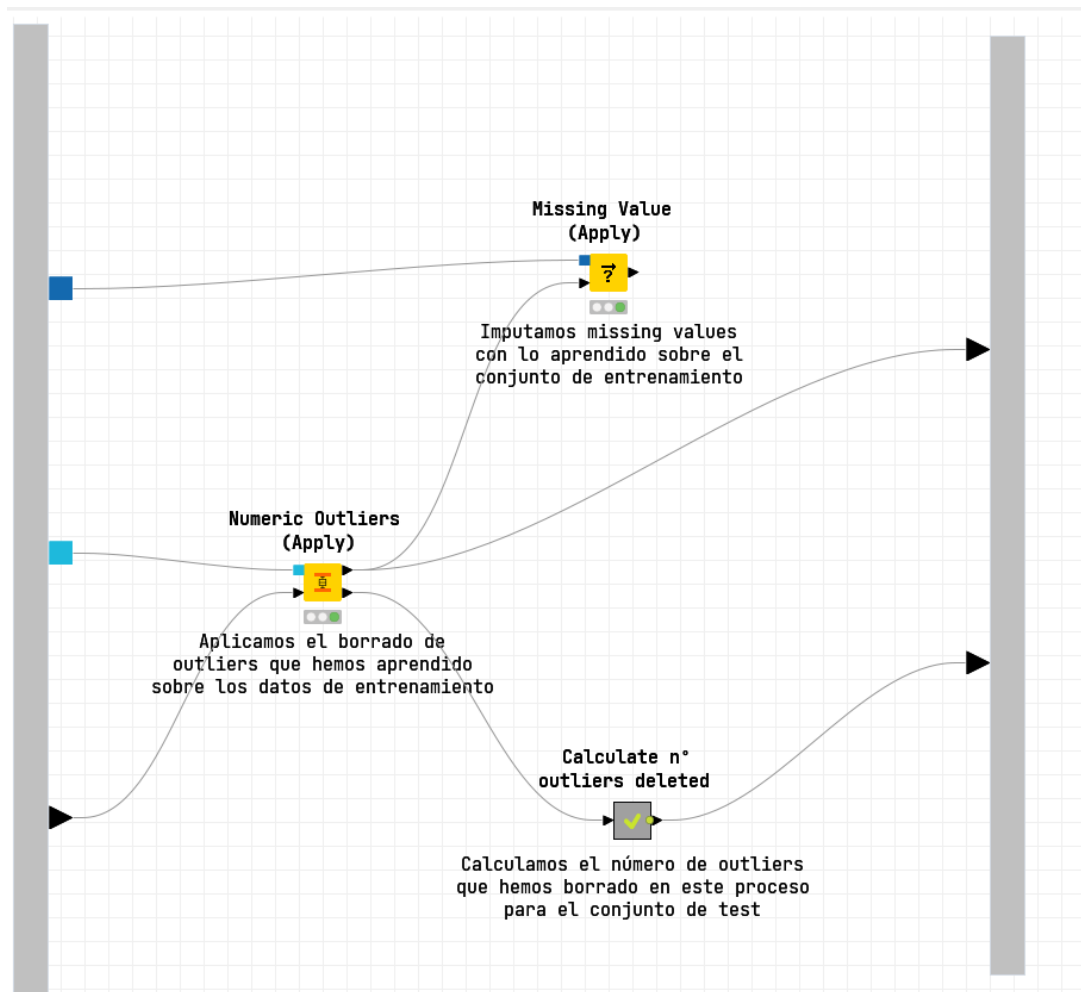 Missing Value
(Apply)
?
Imputamos missing values
con lo aprendido sobre el
conjunto de entrenamiento
Numeric Outliers
(Apply)
Aplicamos el borrado de
outliers que hemos aprendido
sobre los datos de entrenamiento
Calculate n°
outliers deleted
Calculamos el número de outliers
que hemos borrado en este proceso
para el conjunto de test